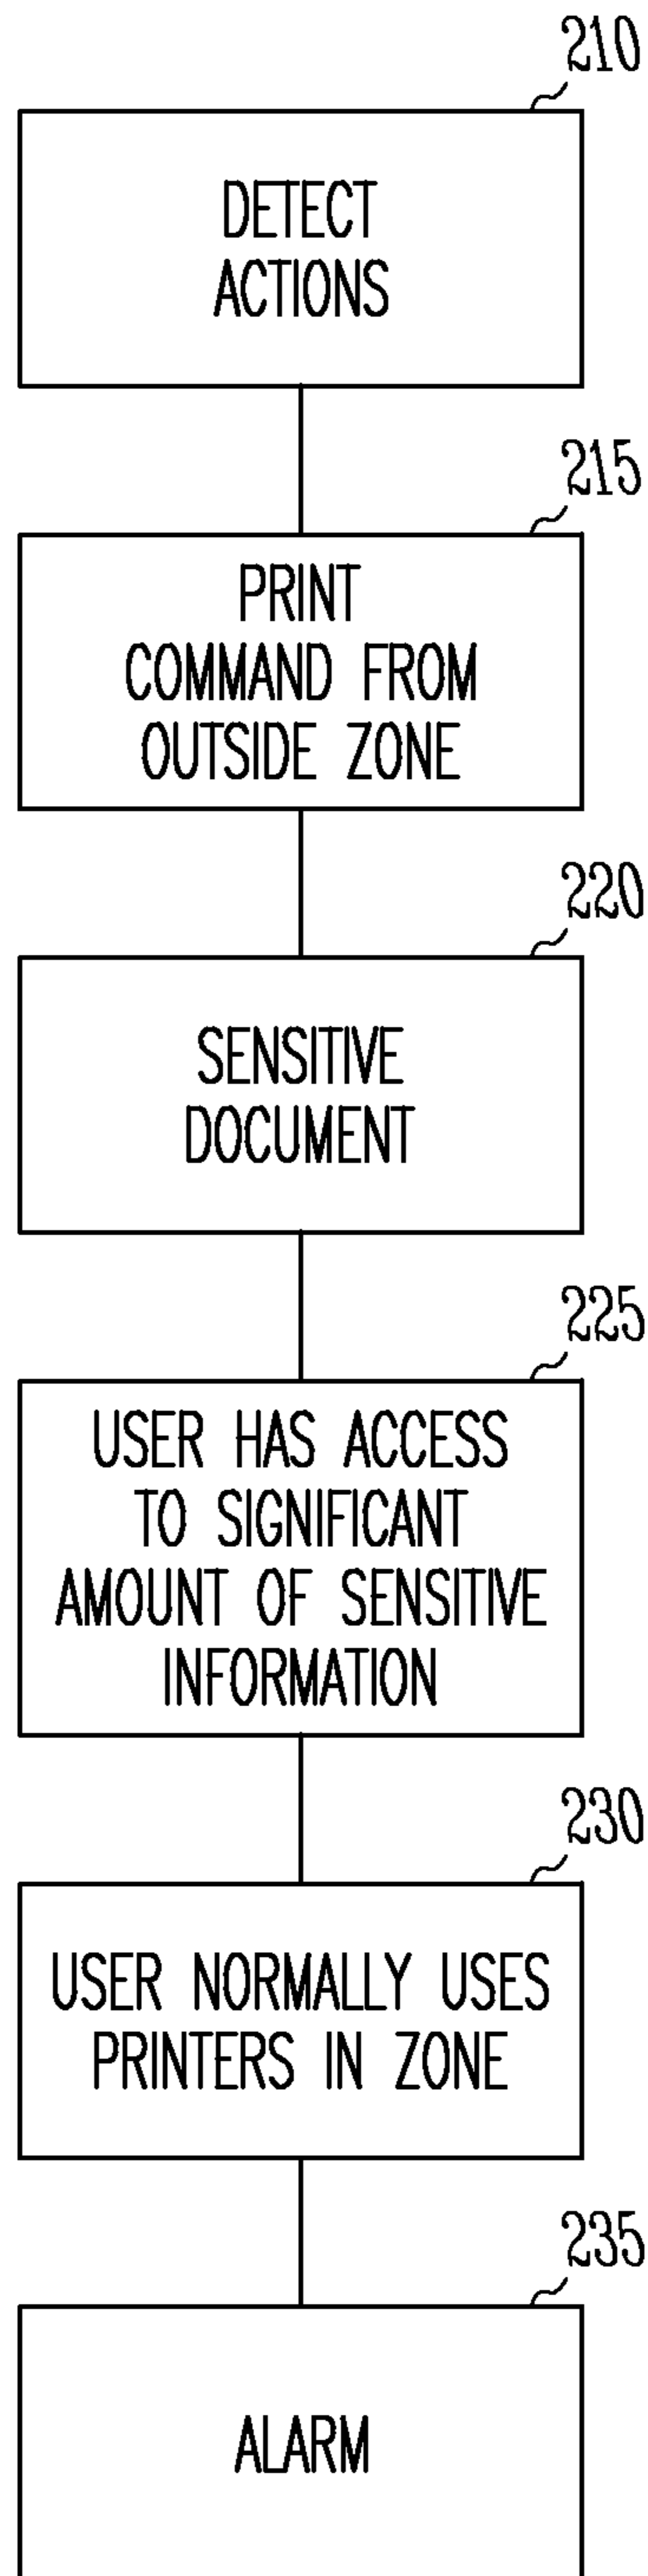 210
DETECT
ACTIONS
215
PRINT
COMMAND FROM
OUTSIDE ZONE
220
SENSITIVE
DOCUMENT
225
USER HAS ACCESS
TO SIGNIFICANT
AMOUNT OF SENSITIVE
INFORMATION
230
USER NORMALLY USES
PRINTERS IN ZONE
235
ALARM